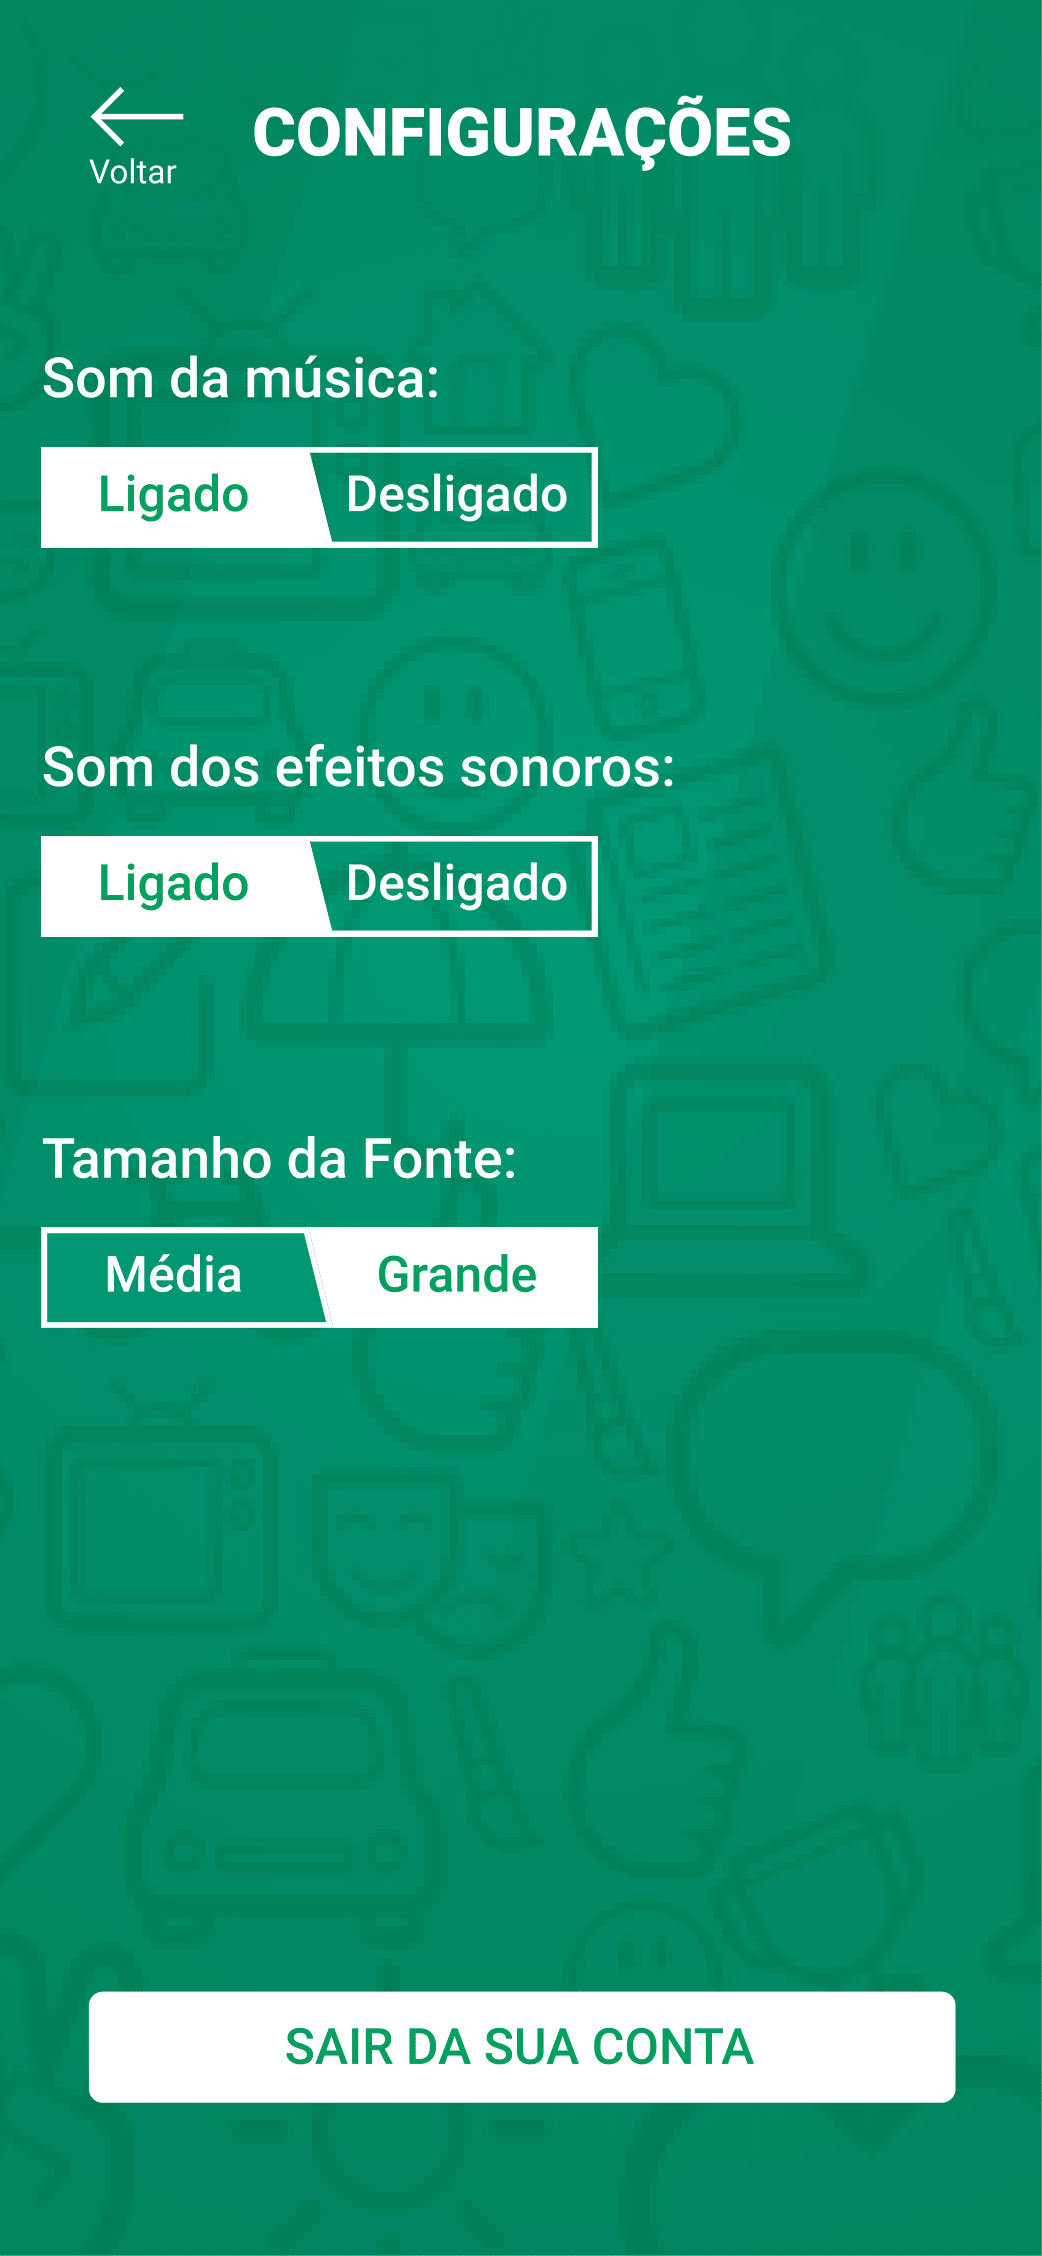 CONFIGURAÇÕES
Voltar
Som da música:
Ligado Desligado
Som dos efeitos sonoros:
Ligado Desligado
Tamanho da Fonte:
Média Grande
SAIR DA SUA CONTA